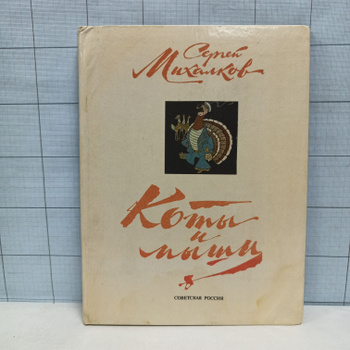 Сергей
Михалков
Коты
и
мыши
СОВЕТСКАЯ РОССИЯ